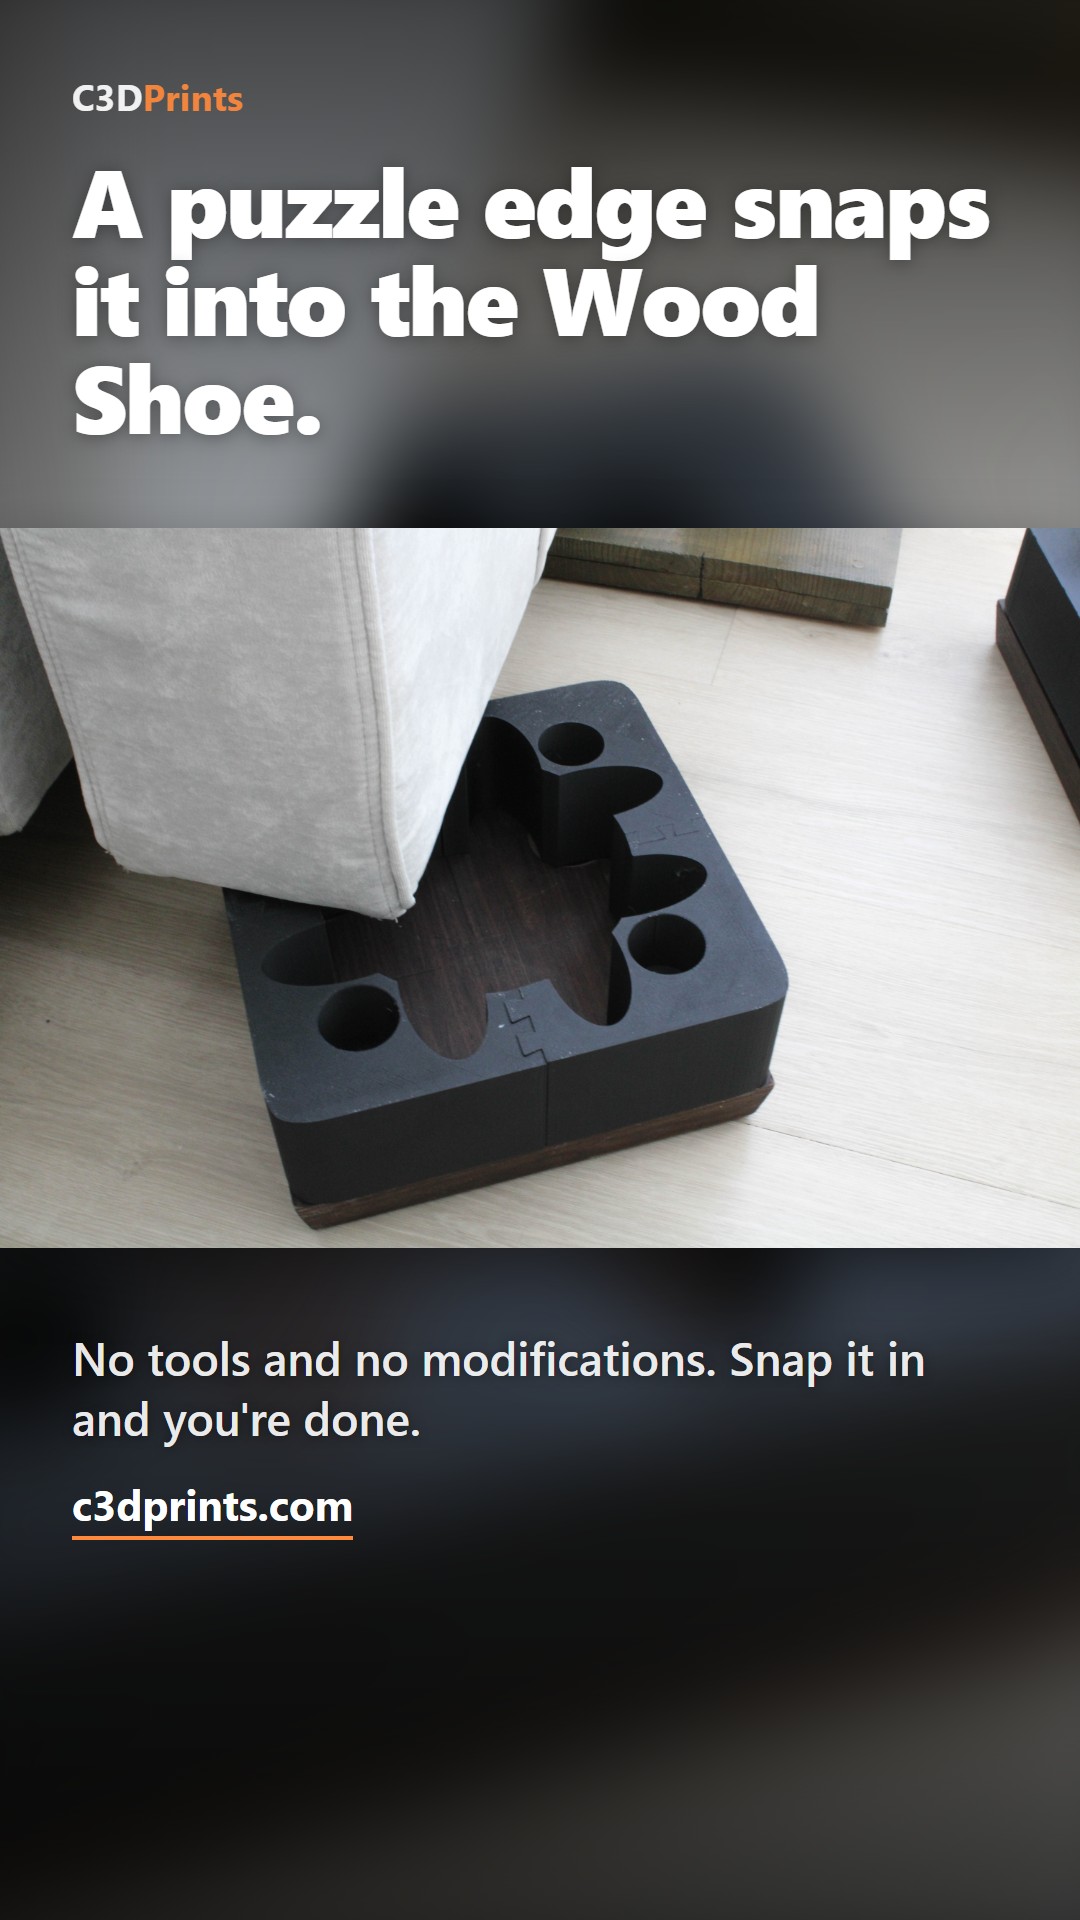 C3DPrints
A puzzle edge snaps
it into the Wood
Shoe.
No tools and no modifications. Snap it in
and you're done.
c3dprints.com